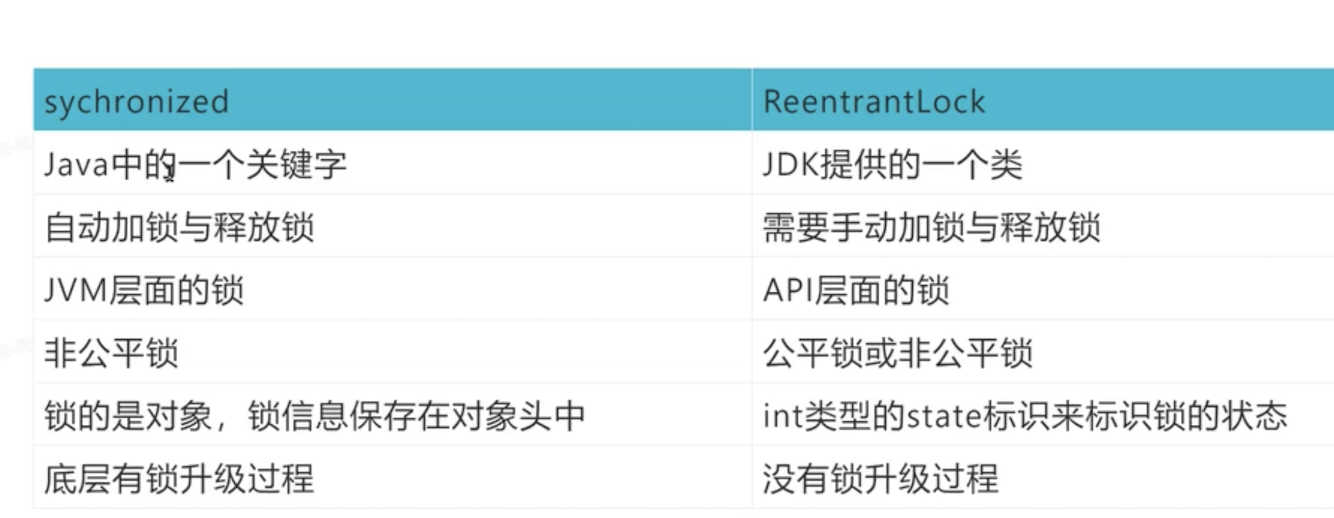 sychronized ReentrantLock
Java中的一个关键字 JDK提供的一个类
自动加锁与释放锁 需要手动加锁与释放锁
JVM层面的锁 API层面的锁
非公平锁 公平锁或非公平锁
锁的是对象，锁信息保存在对象头中 int类型的state标识来标识锁的状态
底层有锁升级过程 没有锁升级过程